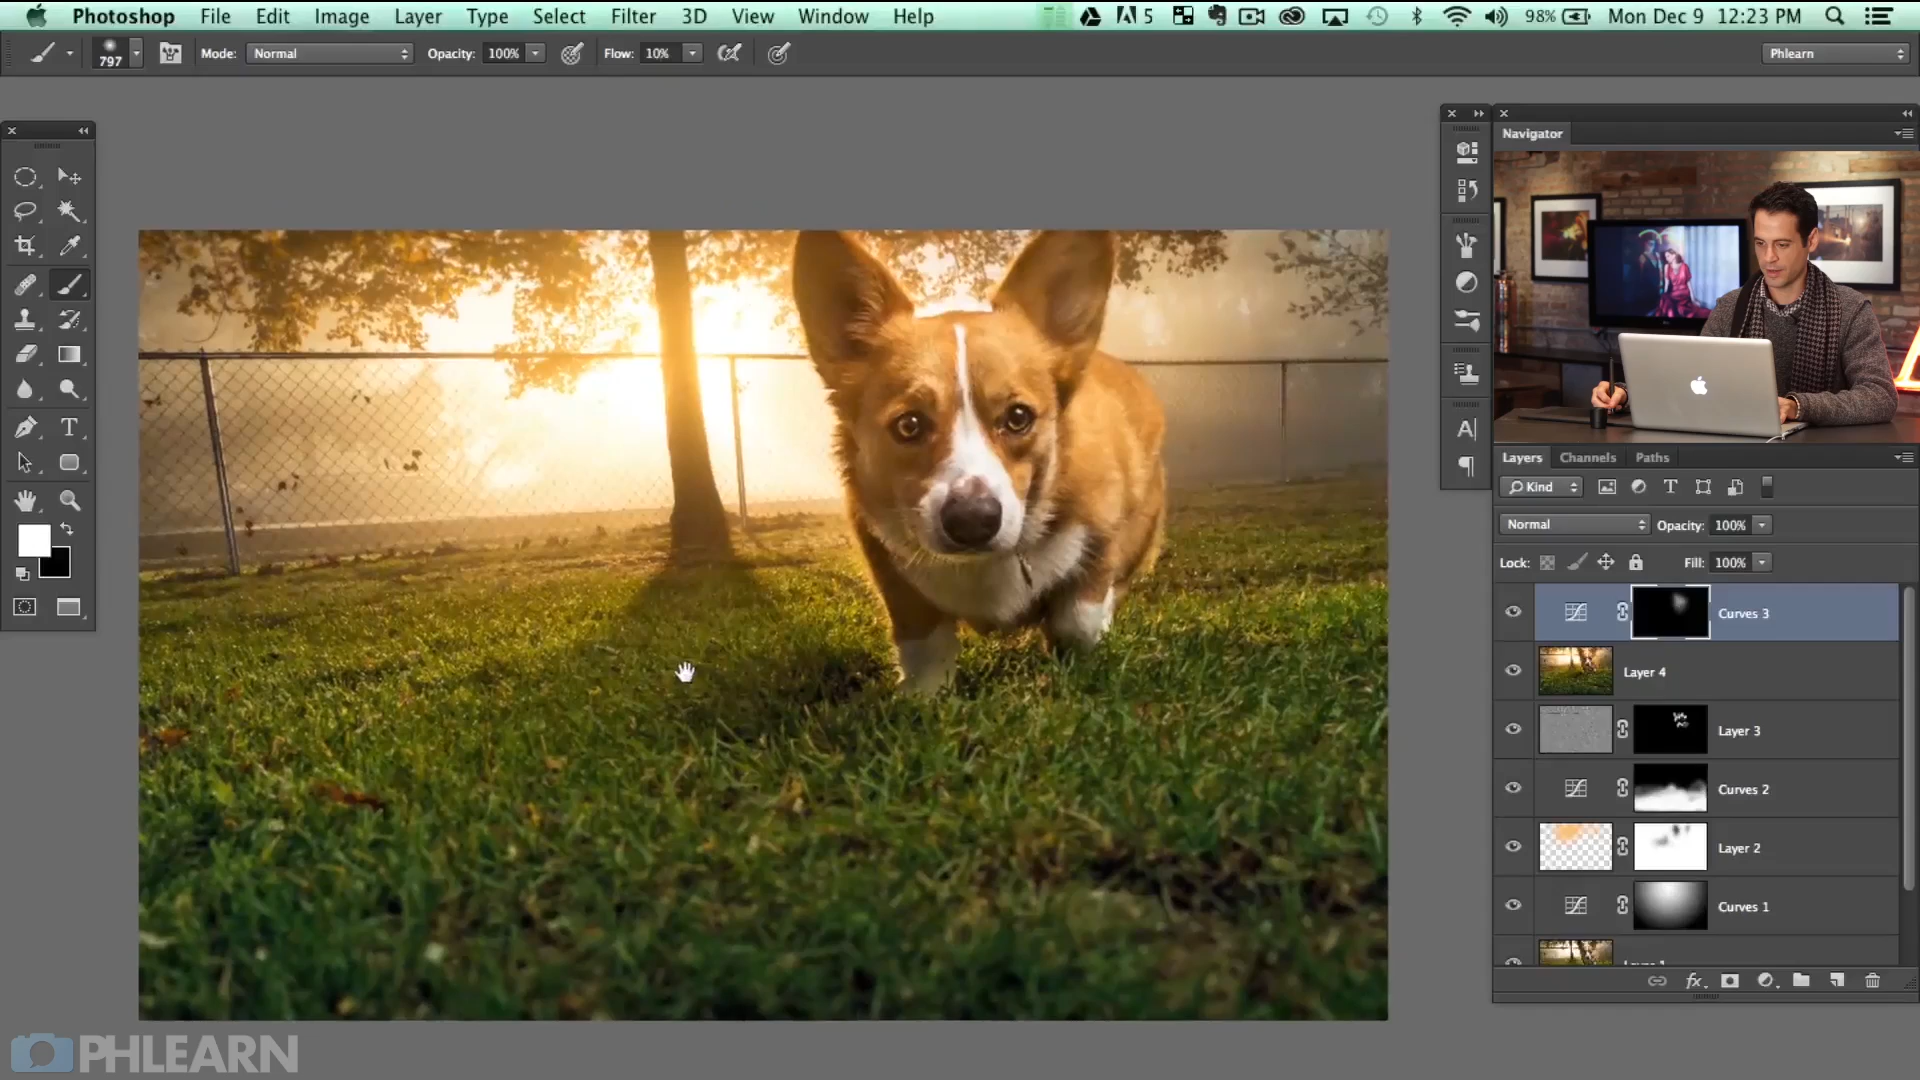 Photoshop File Edit Image Layer Type Select Filter 3D View Window Help 5 98% Mon Dec 9 12:23 PM
797 Mode: Normal Opacity: 100% Flow: 10% Phlearn
Navigator
Layers Channels Paths
Kind T
Normal Opacity: 100%
Lock: Fill: 100%
Curves 3
Layer 4
Layer 3
Curves 2
Layer 2
Curves 1
fx
PHLEARN